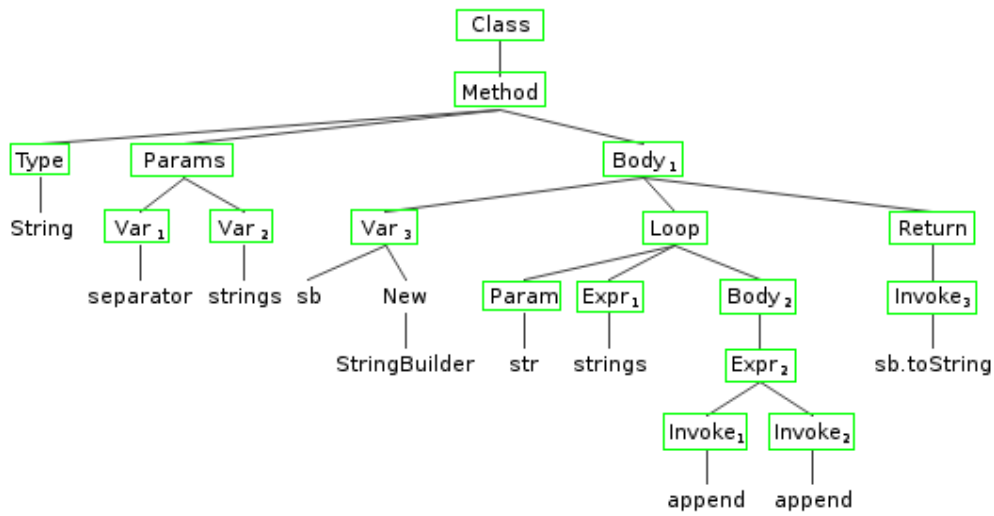 Class
Method
Type Params Body₁
String Var₁ Var₂ Var₃ Loop Return
separator strings sb New Param Expr₁ Body₂ Invoke₃
StringBuilder str strings Expr₂ sb.toString
Invoke₁ Invoke₂
append append